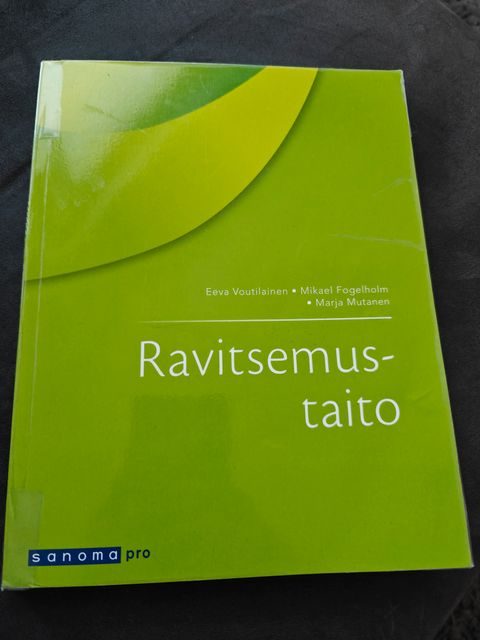 Eeva Voutilainen ▪ Mikael Fogelholm
▪ Marja Mutanen
Ravitsemus-
taito
sanoma pro